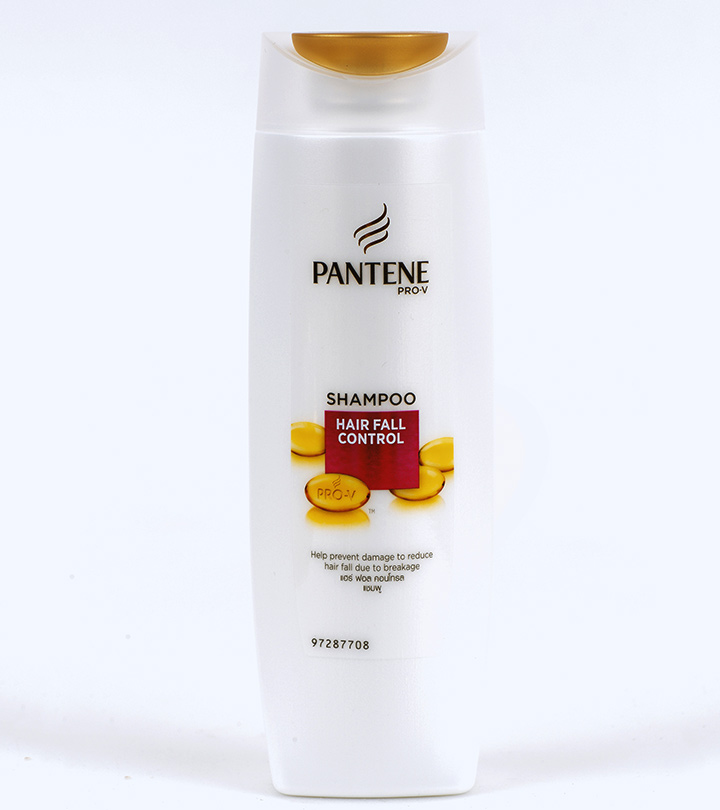 PANTENE
PRO-V
SHAMPOO
HAIR FALL
CONTROL
PRO-V
TM
Help prevent damage to reduce
hair fall due to breakage
แฮร์ ฟอล คอนโทรล
แชมพู
97287708